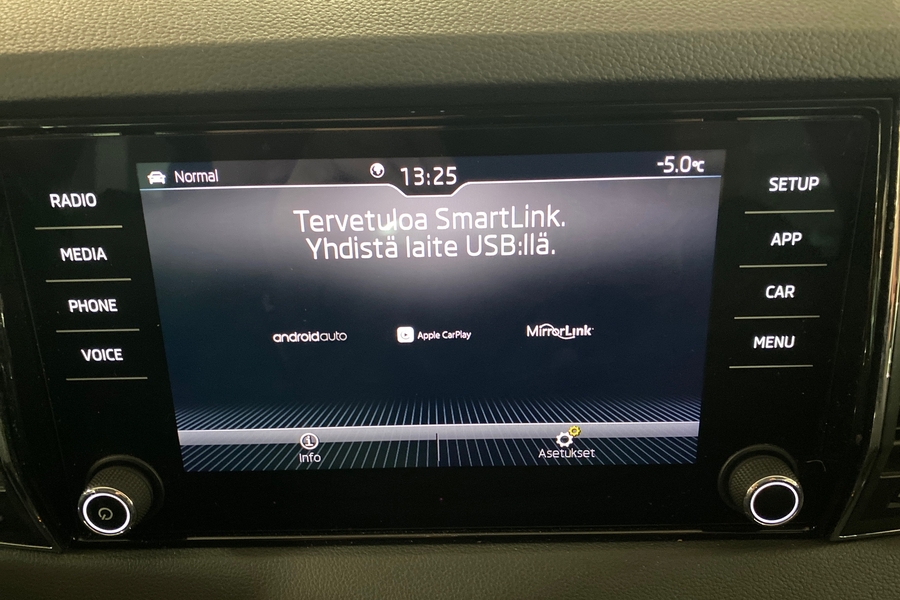 Normal
13:25
-5.0°C
RADIO
MEDIA
PHONE
VOICE
Tervetuloa SmartLink.
Yhdistä laite USB:llä.
androidauto
Apple CarPlay
MirrorLink
Info
Asetukset
SETUP
APP
CAR
MENU